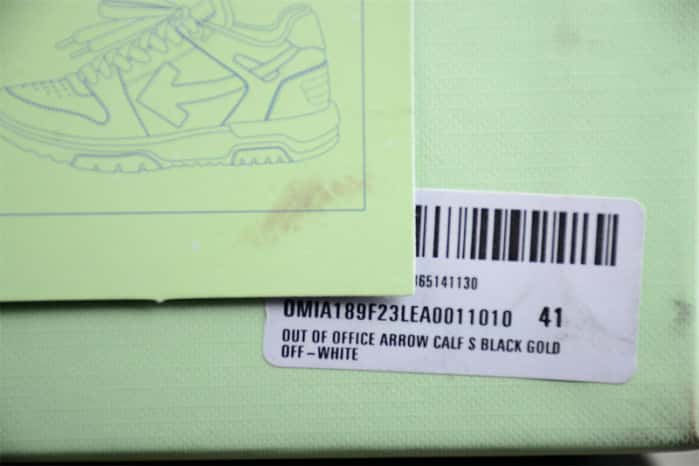 65141130
OMIA189F23LEA0011010 41
OUT OF OFFICE ARROW CALF S BLACK GOLD
OFF-WHITE